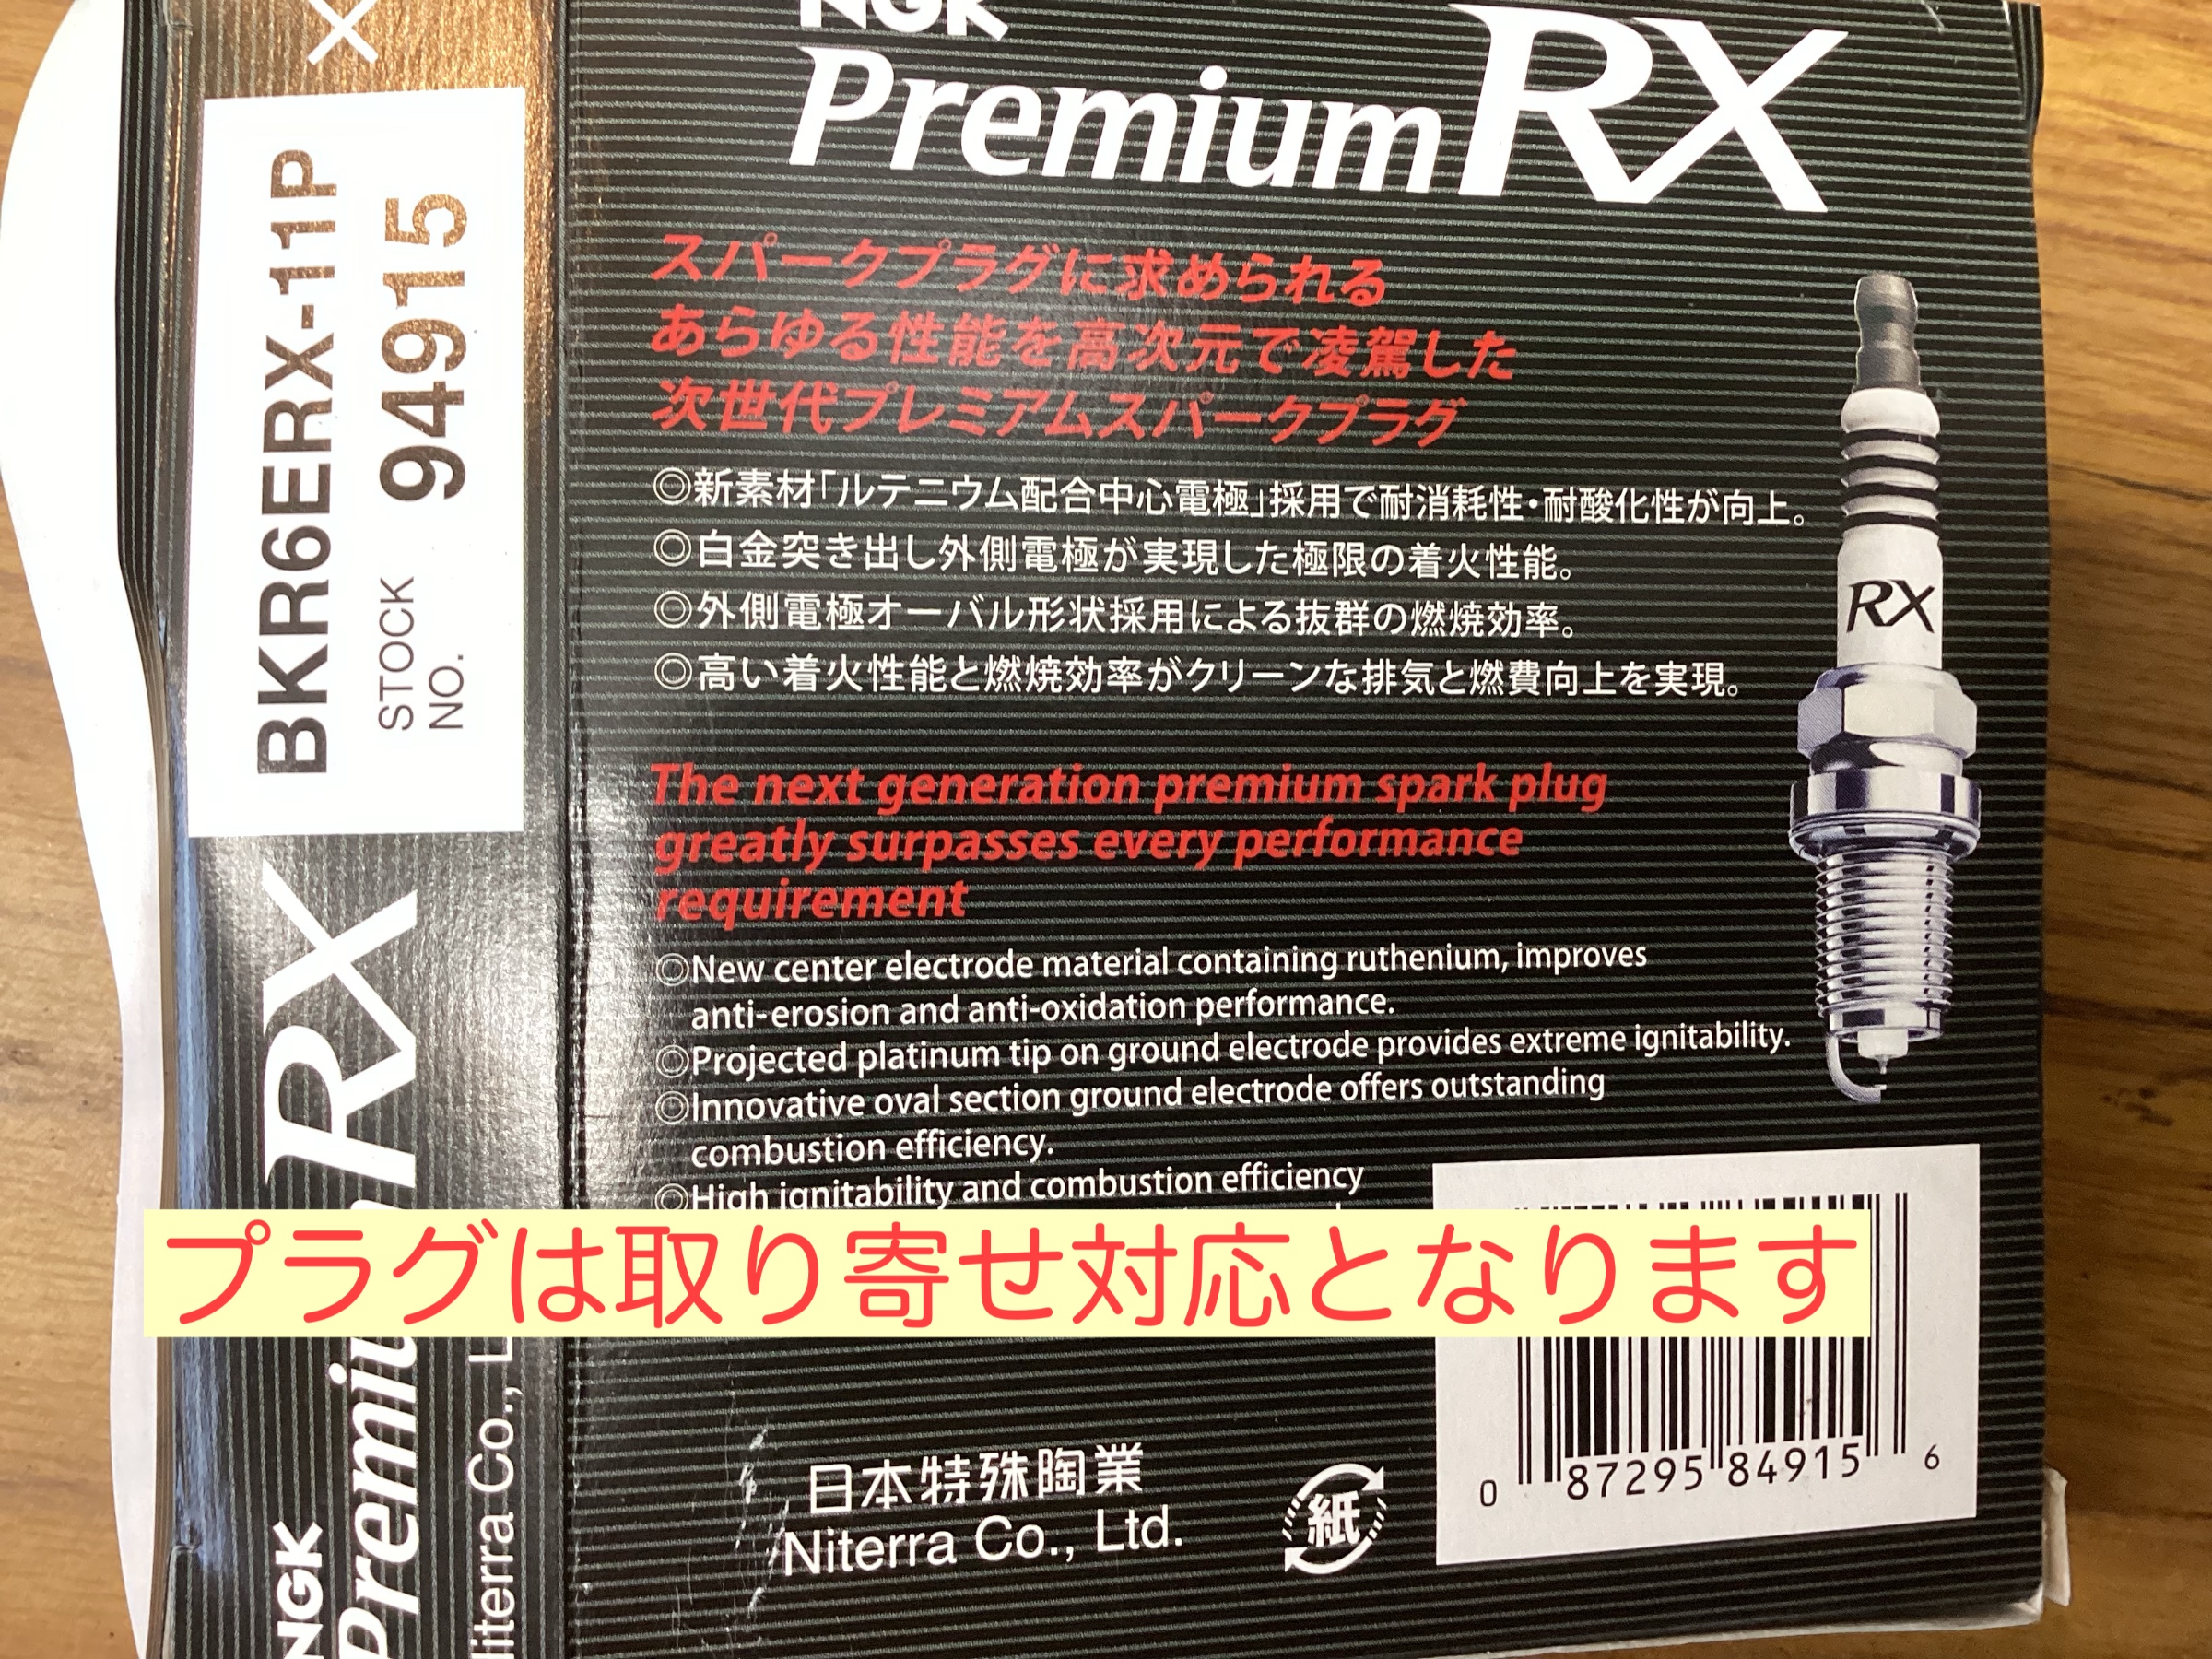 BKR6ERX-11P
STOCK
NO.
94915
NGK
Premium RX
スパークプラグに求められる
あらゆる性能を高次元で凌駕した
次世代プレミアムスパークプラグ
◎新素材「ルテニウム配合中心電極」採用で耐消耗性・耐酸化性が向上。
◎白金突き出し外側電極が実現した極限の着火性能。
◎外側電極オーバル形状採用による抜群の燃焼効率。
◎高い着火性能と燃焼効率がクリーンな排気と燃費向上を実現。
RX
The next generation premium spark plug
greatly surpasses every performance
requirement
◎New center electrode material containing ruthenium, improves
anti-erosion and anti-oxidation performance.
◎Projected platinum tip on ground electrode provides extreme ignitability.
◎Innovative oval section ground electrode offers outstanding
combustion efficiency.
◎High ignitability and combustion efficiency
プラグは取り寄せ対応となります
日本特殊陶業
Niterra Co., Ltd.
紙
0 87295 84915 6
NGK
Premium RX
Niterra Co., L